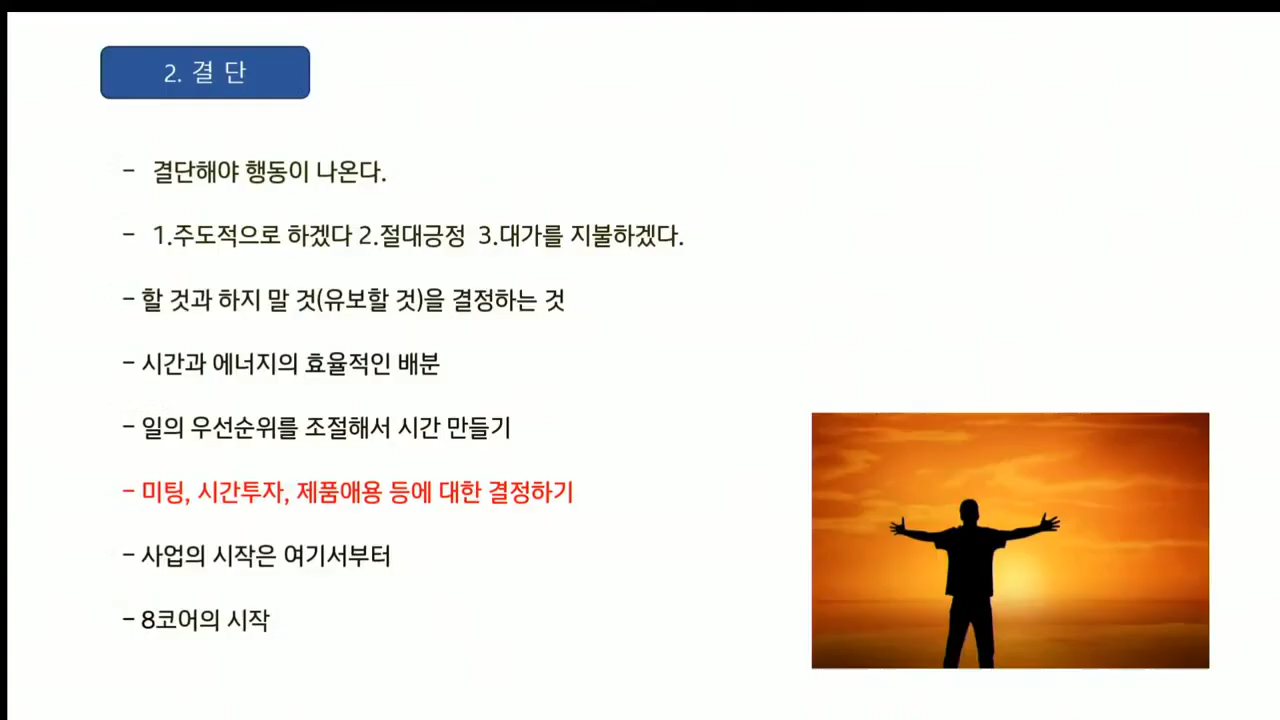 2. 결 단
- 결단해야 행동이 나온다.
- 1.주도적으로 하겠다 2.절대긍정 3.대가를 지불하겠다.
- 할 것과 하지 말 것(유보할 것)을 결정하는 것
- 시간과 에너지의 효율적인 배분
- 일의 우선순위를 조절해서 시간 만들기
- 미팅, 시간투자, 제품애용 등에 대한 결정하기
- 사업의 시작은 여기서부터
- 8코어의 시작